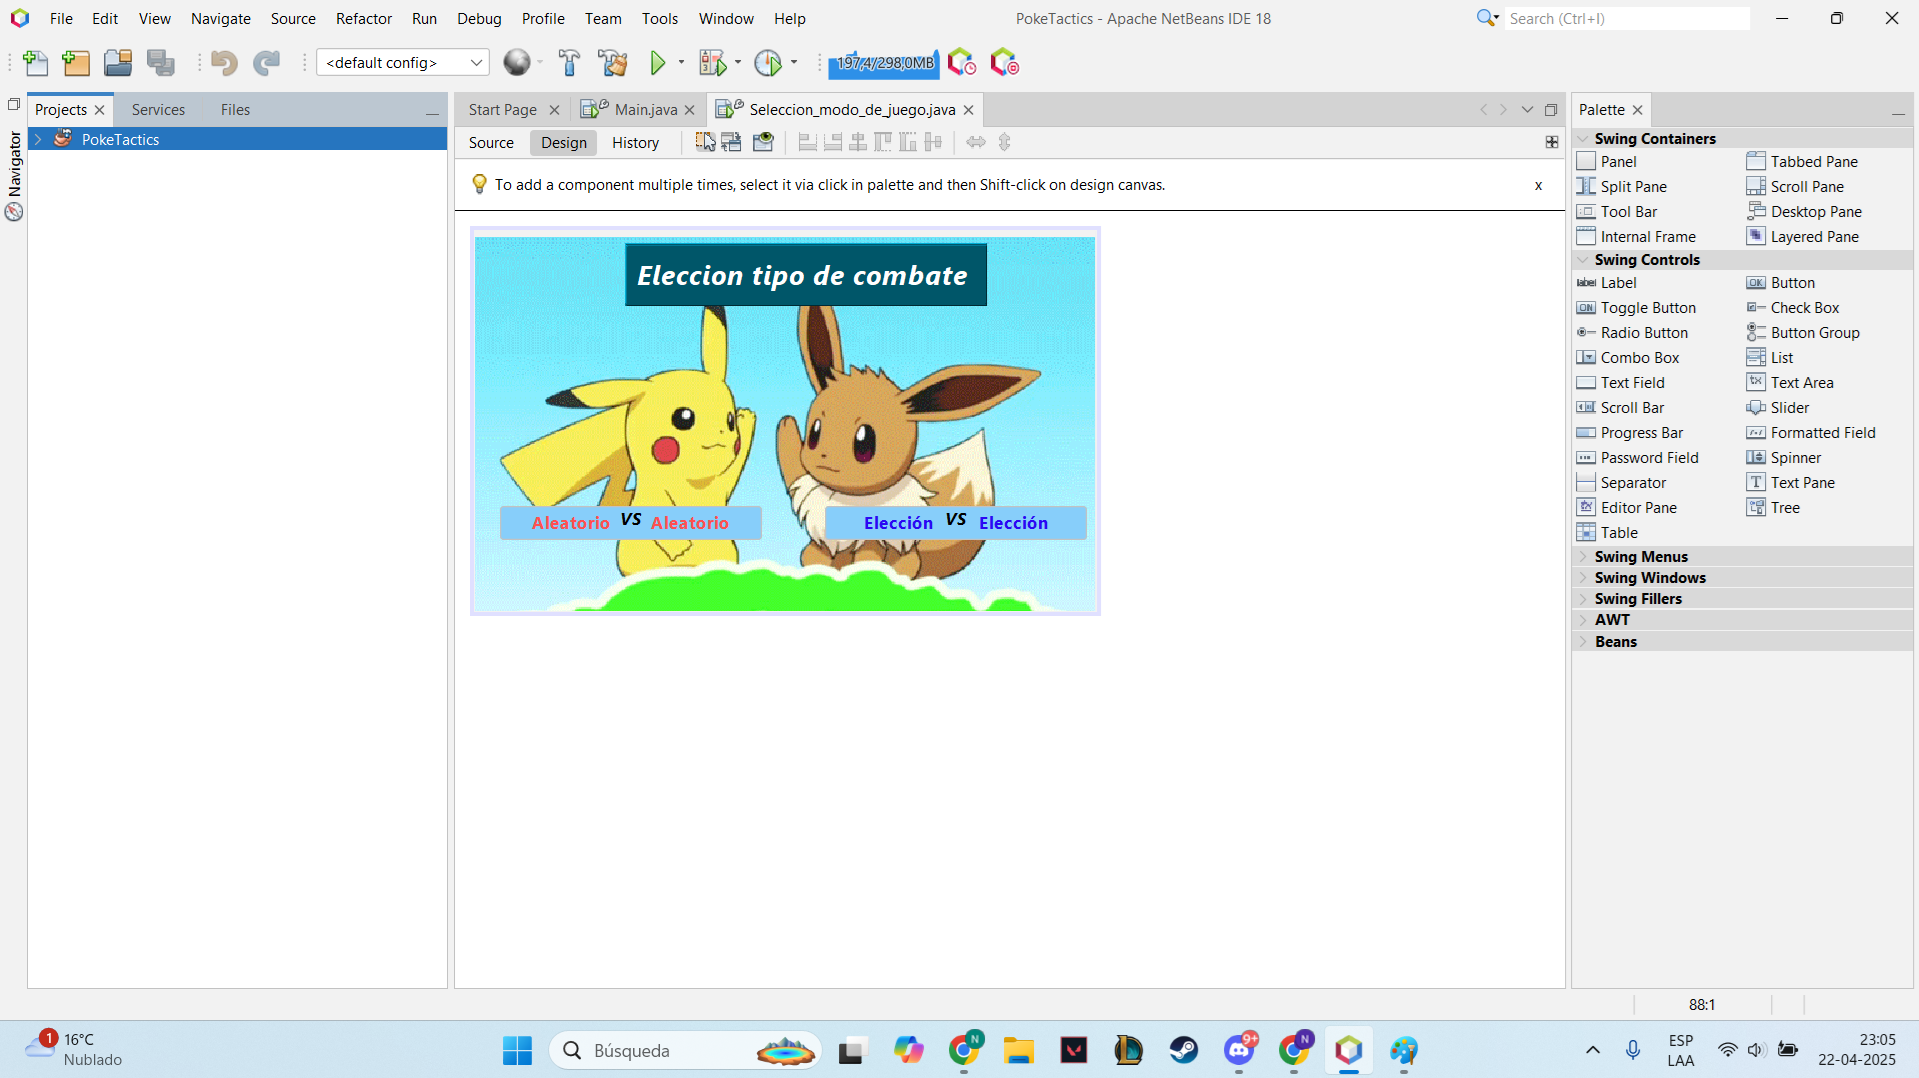 File Edit View Navigate Source Refactor Run Debug Profile Team Tools Window Help
PokeTactics - Apache NetBeans IDE 18
Search (Ctrl+I)
<default config>
197,4/298,0MB
Projects
Services
Files
Start Page
Main.java
Seleccion_modo_de_juego.java
Palette
Navigator
PokeTactics
Source Design History
To add a component multiple times, select it via click in palette and then Shift-click on design canvas.
x
Eleccion tipo de combate
Aleatorio VS Aleatorio
Elección VS Elección
Swing Containers
Panel Tabbed Pane
Split Pane Scroll Pane
Tool Bar Desktop Pane
Internal Frame Layered Pane
Swing Controls
label Label OK Button
ON Toggle Button Check Box
Radio Button Button Group
Combo Box List
Text Field Text Area
Scroll Bar Slider
Progress Bar Formatted Field
Password Field Spinner
Separator T Text Pane
Editor Pane Tree
Table
Swing Menus
Swing Windows
Swing Fillers
AWT
Beans
88:1
1
16°C
Nublado
Búsqueda
N
9+
N
ESP
LAA
23:05
22-04-2025